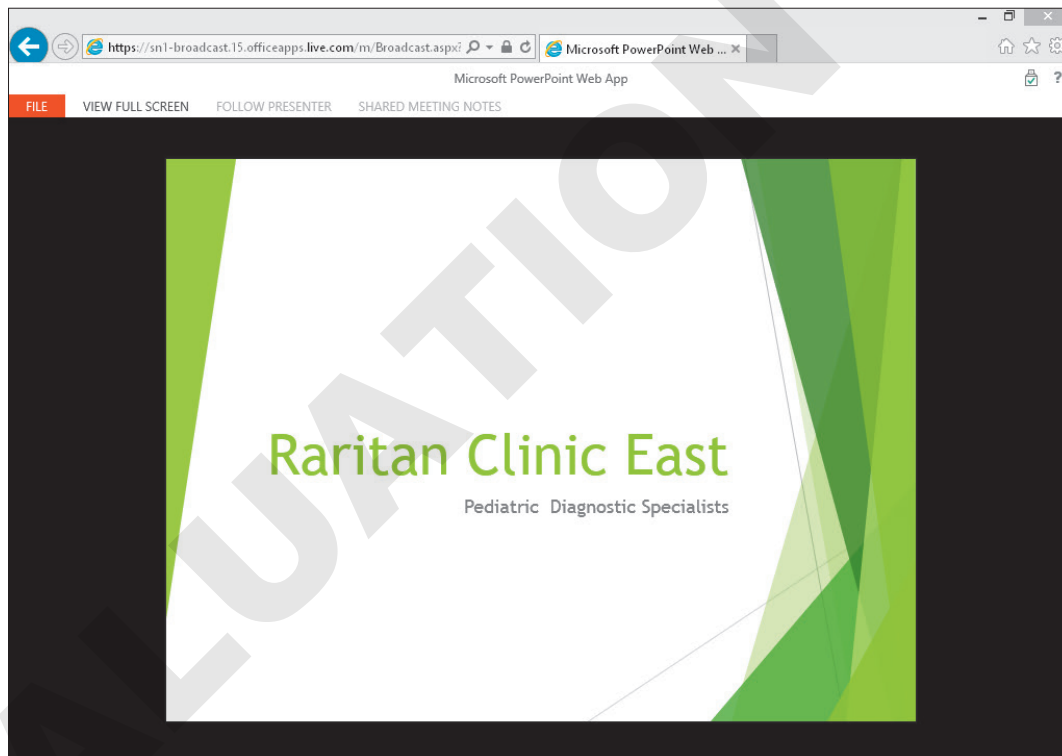 https://sn1-broadcast.15.officeapps.live.com/m/Broadcast.aspx?
Microsoft PowerPoint Web ...
Microsoft PowerPoint Web App
?
FILE VIEW FULL SCREEN FOLLOW PRESENTER SHARED MEETING NOTES
Raritan Clinic East
Pediatric Diagnostic Specialists
ALUATION